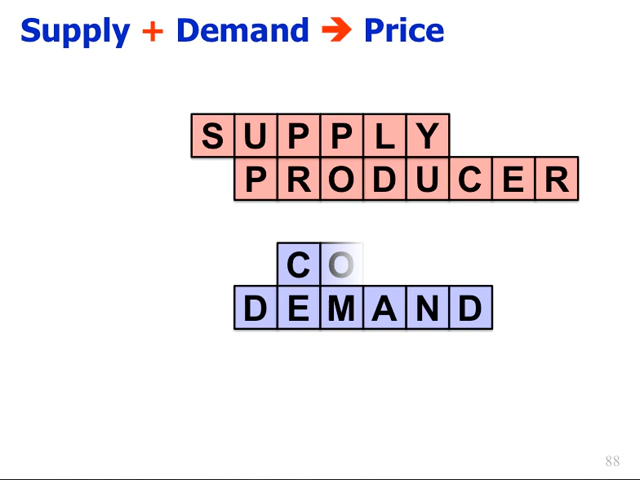 Supply + Demand ➔ Price
SUPPLY
PRODUCER
CO
DEMAND
88